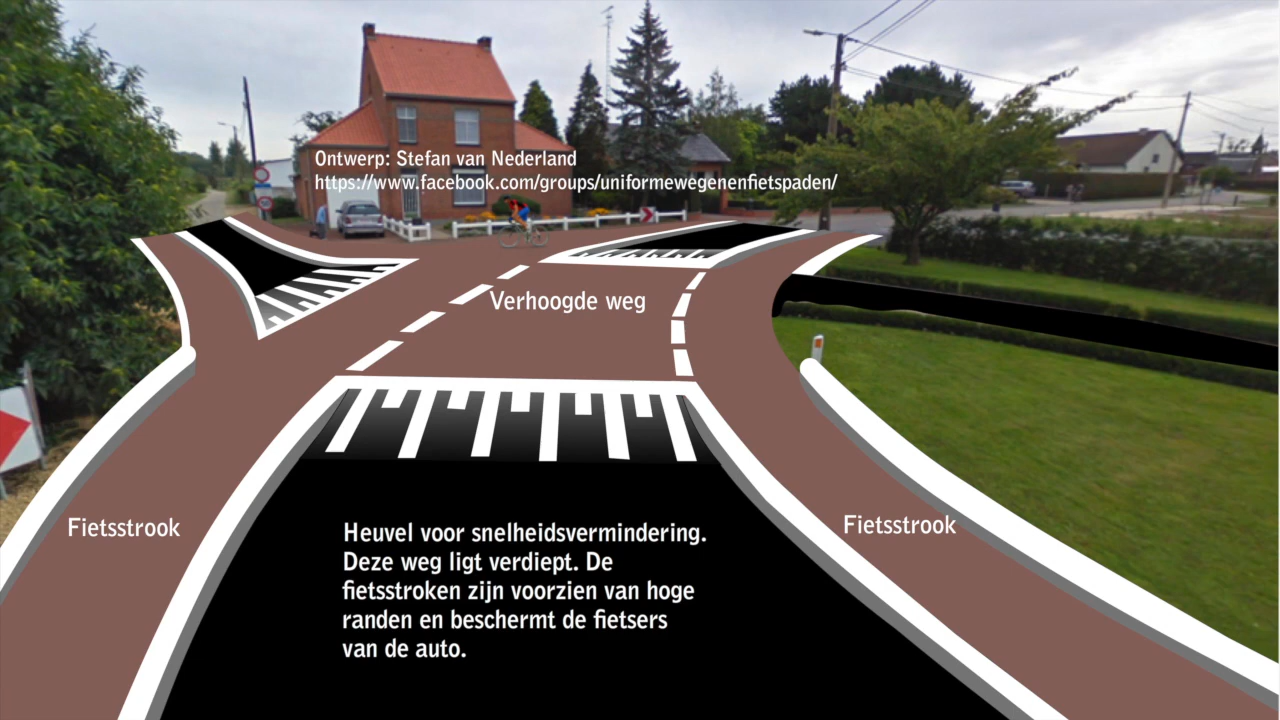 Ontwerp: Stefan van Nederland
https://www.facebook.com/groups/uniformewegenenfietspaden/
Verhoogde weg
Fietsstrook
Fietsstrook
Heuvel voor snelheidsvermindering.
Deze weg ligt verdiept. De
fietsstroken zijn voorzien van hoge
randen en beschermt de fietsers
van de auto.